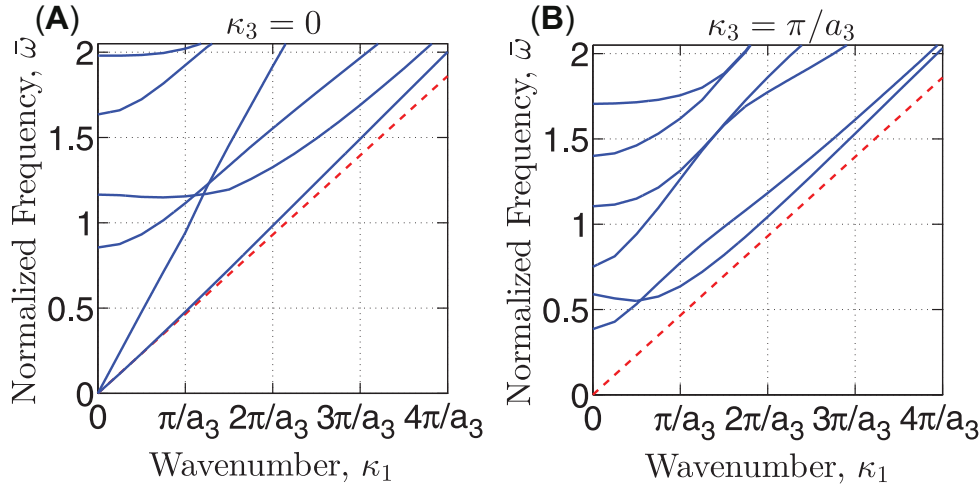 (A)
κ₃ = 0
Normalized Frequency, ω̄
2
1.5
1
0.5
0
0 π/a₃ 2π/a₃ 3π/a₃ 4π/a₃
Wavenumber, κ₁
(B)
κ₃ = π/a₃
Normalized Frequency, ω̄
2
1.5
1
0.5
0
0 π/a₃ 2π/a₃ 3π/a₃ 4π/a₃
Wavenumber, κ₁